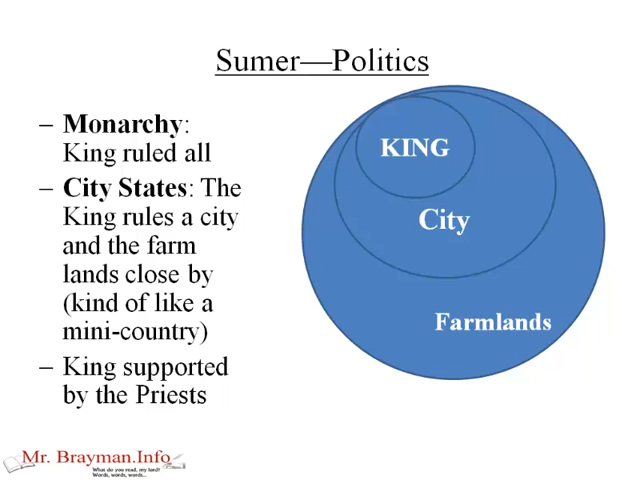 Sumer—Politics
– Monarchy:
King ruled all
– City States: The
King rules a city
and the farm
lands close by
(kind of like a
mini-country)
– King supported
by the Priests
KING
City
Farmlands
Mr. Brayman.Info
What do you read, my lord?
Words, words, words...